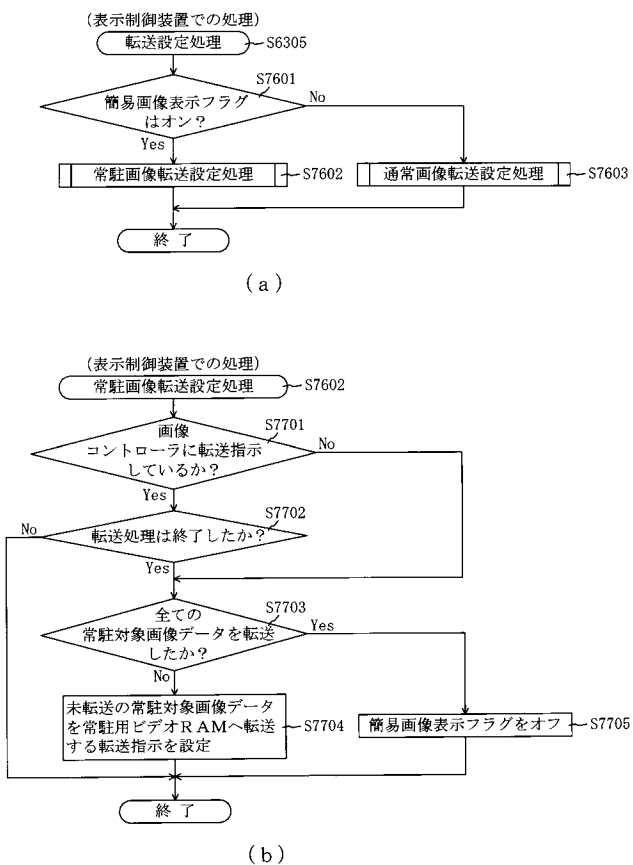 (表示制御装置での処理)
転送設定処理
S6305
S7601
簡易画像表示フラグ
はオン？
No
Yes
常駐画像転送設定処理
S7602
通常画像転送設定処理
S7603
終 了
(a)
(表示制御装置での処理)
常駐画像転送設定処理
S7602
S7701
画像
コントローラに転送指示
しているか？
No
Yes
S7702
No
転送処理は終了したか？
Yes
S7703
全ての
常駐対象画像データを転送
したか？
Yes
No
未転送の常駐対象画像データ
を常駐用ビデオRAMへ転送
する転送指示を設定
S7704
簡易画像表示フラグをオフ
S7705
終 了
(b)